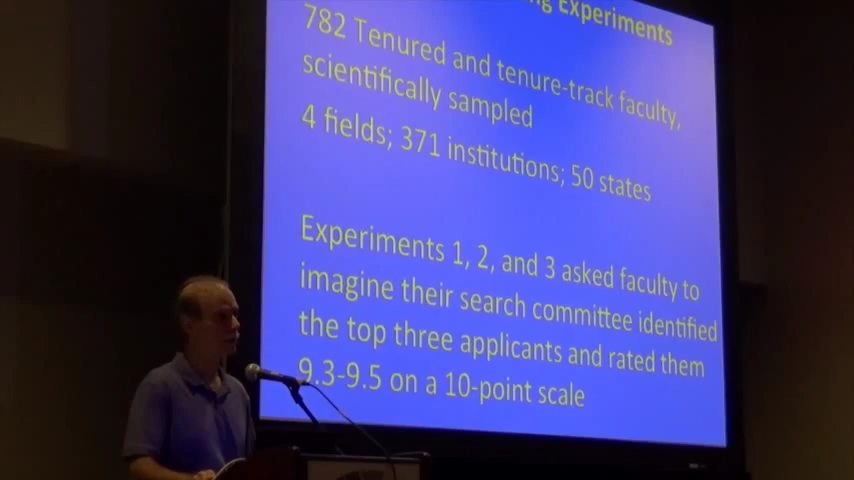 Experiments
782 Tenured and tenure-track faculty,
scientifically sampled
4 fields; 371 institutions; 50 states
Experiments 1, 2, and 3 asked faculty to
imagine their search committee identified
the top three applicants and rated them
9.3-9.5 on a 10-point scale